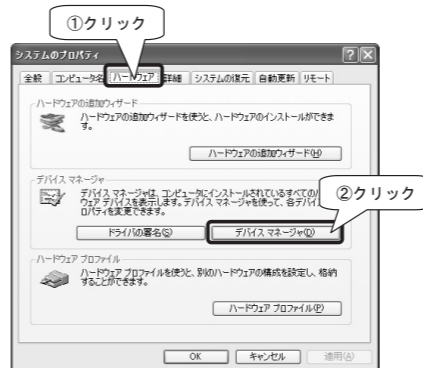 ①クリック
システムのプロパティ
全般 コンピュータ名 ハードウェア 詳細 システムの復元 自動更新 リモート
ハードウェアの追加ウィザード
ハードウェアの追加ウィザードを使うと、ハードウェアのインストールができま
す。
ハードウェアの追加ウィザード(H)
デバイス マネージャ
デバイス マネージャは、コンピュータにインストールされているすべての
ウェア デバイスを表示します。デバイス マネージャを使って、各デバイ
ロパティを変更できます。
②クリック
ドライバの署名(S) デバイス マネージャ(D)
ハードウェア プロファイル
ハードウェア プロファイルを使うと、別のハードウェアの構成を設定し、格納
することができます。
ハードウェア プロファイル(P)
OK キャンセル 適用(A)